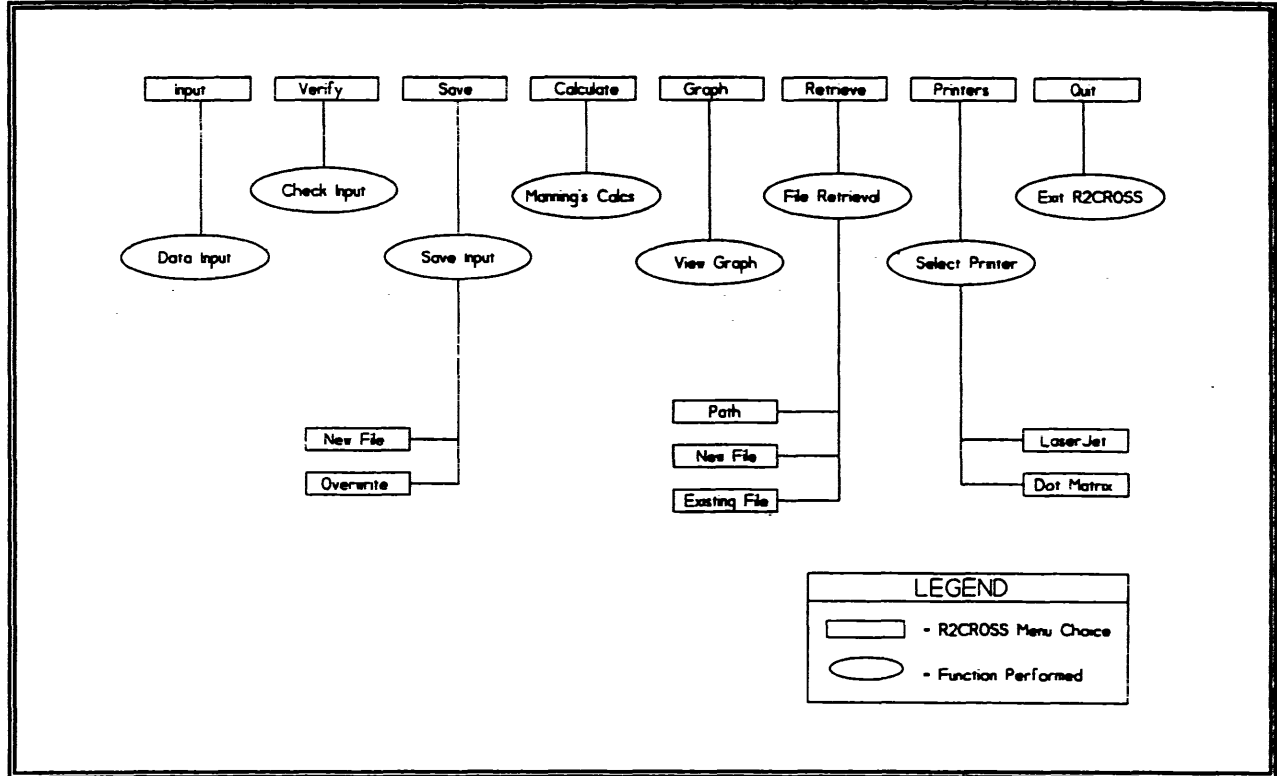 Input
Verify
Save
Calculate
Graph
Retrieve
Printers
Quit
Check Input
Manning's Calcs
File Retrieval
Exit R2CROSS
Data Input
Save Input
View Graph
Select Printer
Path
New File
New File
LaserJet
Overwrite
Existing File
Dot Matrix
LEGEND
- R2CROSS Menu Choice
- Function Performed